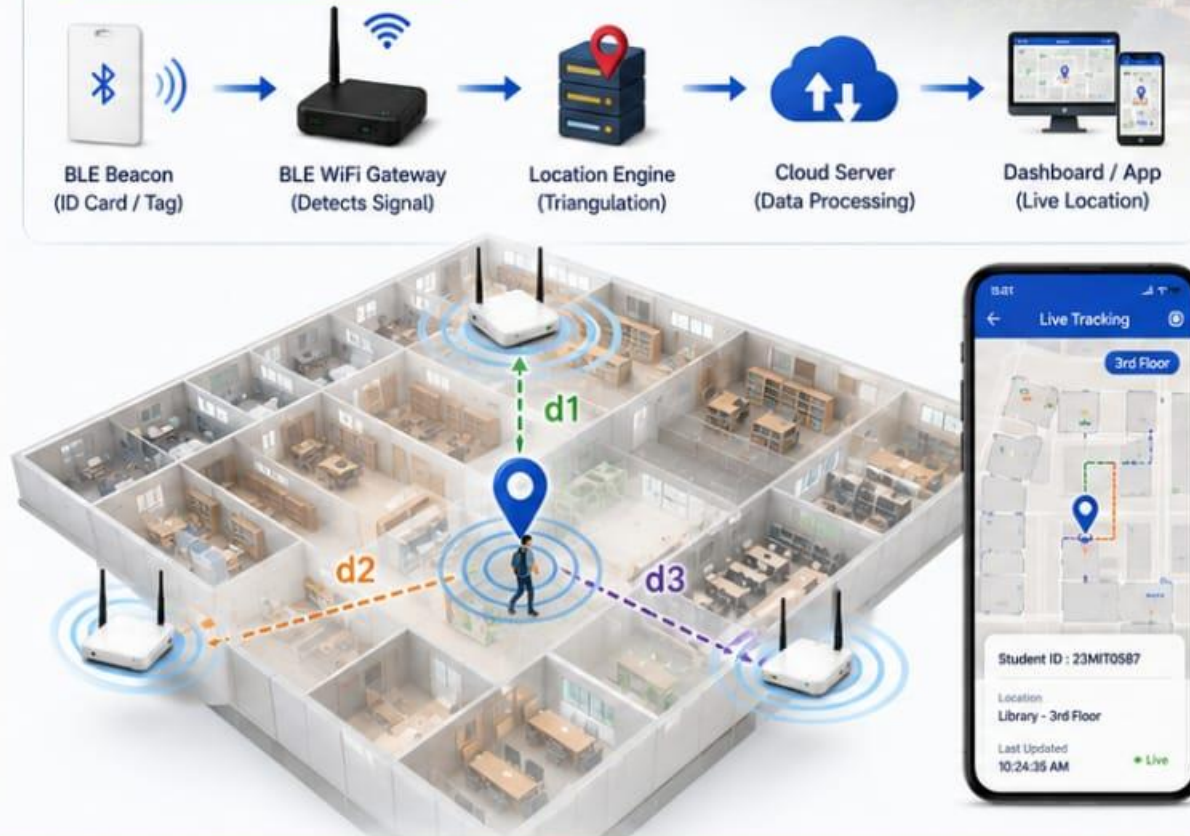 BLE Beacon
(ID Card / Tag)
BLE WiFi Gateway
(Detects Signal)
Location Engine
(Triangulation)
Cloud Server
(Data Processing)
Dashboard / App
(Live Location)
d1
d2
d3
Live Tracking
3rd Floor
Student ID : 23MIT0587
Location
Library - 3rd Floor
Last Updated
10:24:35 AM
Live